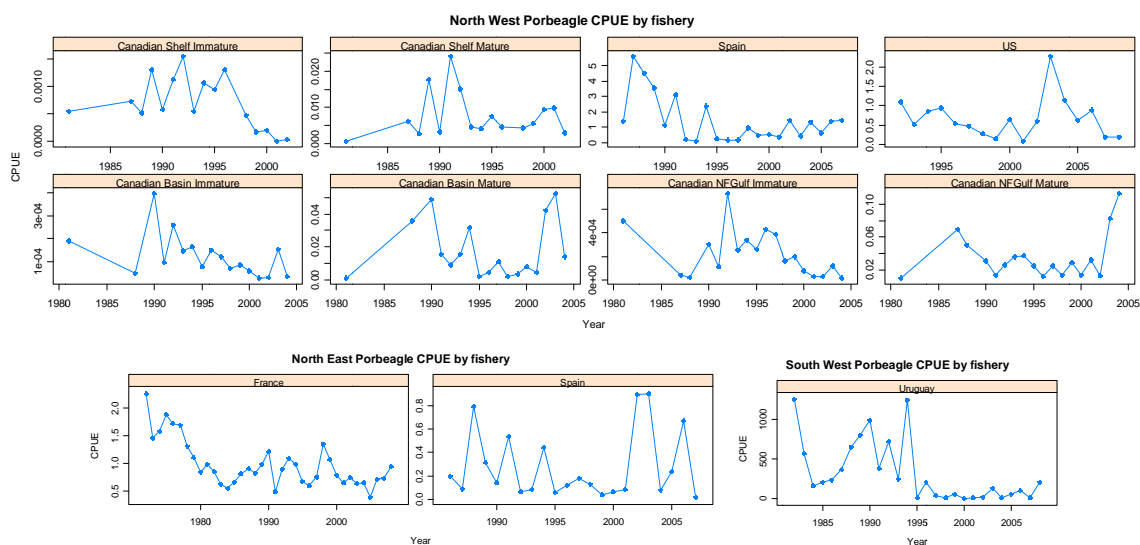 North West Porbeagle CPUE by fishery
Canadian Shelf Immature
Canadian Shelf Mature
Spain
US
0.0000 0.0010
0.000 0.010 0.020
0 1 2 3 4 5
0.0 0.5 1.0 1.5 2.0
1985 1990 1995 2000
1985 1990 1995 2000
1990 1995 2000 2005
1995 2000 2005
CPUE
Canadian Basin Immature
Canadian Basin Mature
Canadian NFGulf Immature
Canadian NFGulf Mature
1e-04 3e-04
0.00 0.02 0.04
0e+00 4e-04
0.02 0.06 0.10
1980 1985 1990 1995 2000 2005
1980 1985 1990 1995 2000 2005
1980 1985 1990 1995 2000 2005
1980 1985 1990 1995 2000 2005
Year
North East Porbeagle CPUE by fishery
France
Spain
CPUE
0.5 1.0 1.5 2.0
0.0 0.2 0.4 0.6 0.8
1980 1990 2000
1990 1995 2000 2005
Year
South West Porbeagle CPUE by fishery
Uruguay
CPUE
0 500 1000
1985 1990 1995 2000 2005
Year